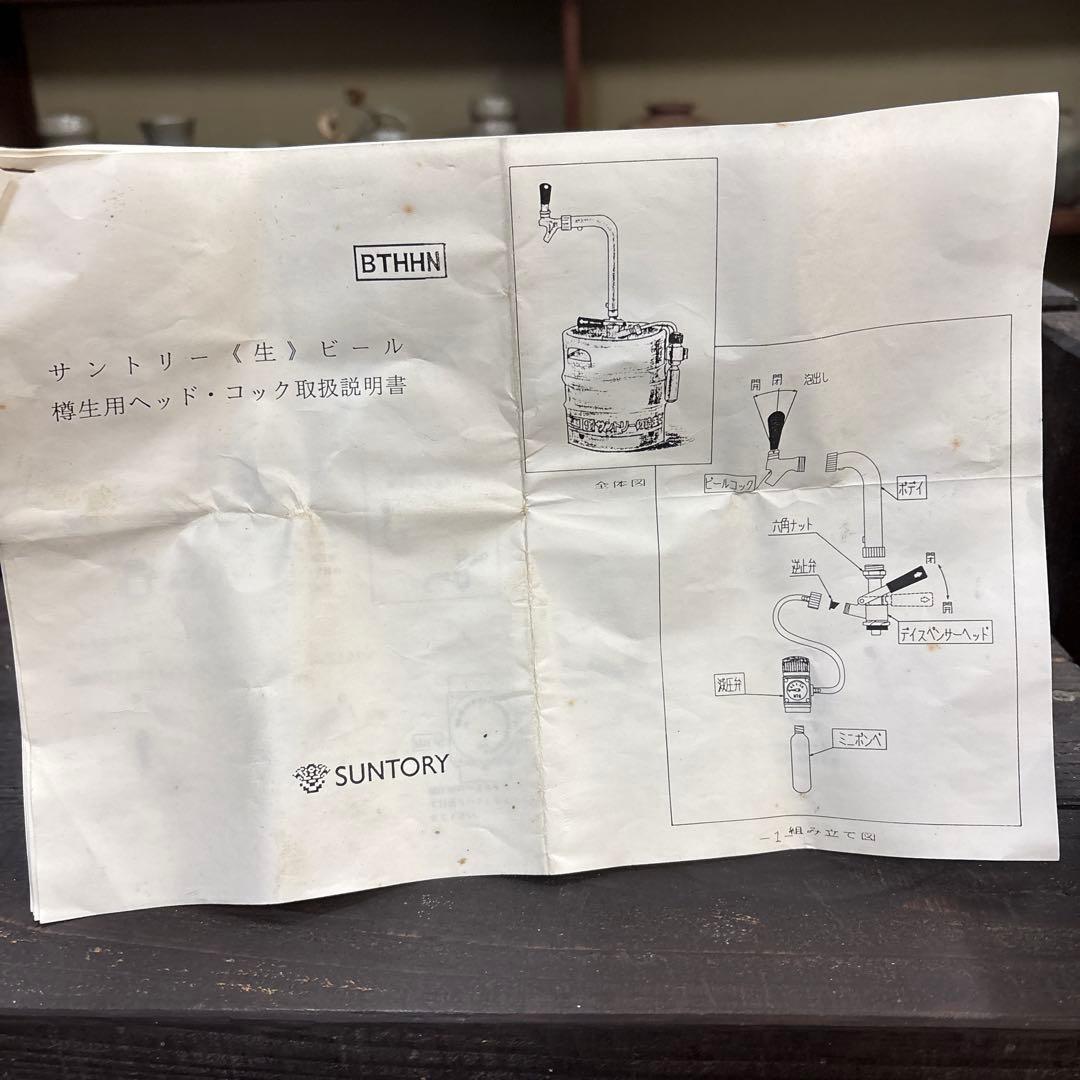 BTHHN
サントリー《生》ビール
樽生用ヘッド・コック取扱説明書
SUNTORY
全体図
開 閉 泡出し
ビールコック
ボデイ
六角ナット
逆止弁
閉
開
デイスペンサーヘッド
減圧弁
ミニボンベ
組み立て図
-1-